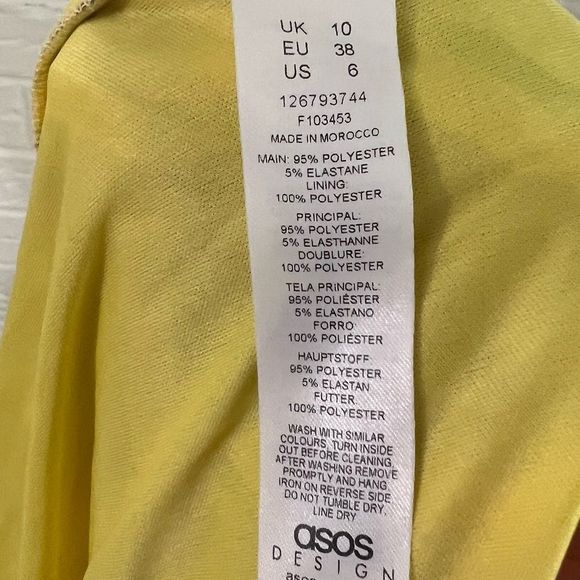 UK 10
EU 38
US 6
126793744
F103453
MADE IN MOROCCO
MAIN: 95% POLYESTER
5% ELASTANE
LINING:
100% POLYESTER
PRINCIPAL:
95% POLYESTER
5% ELASTHANNE
DOUBLURE:
100% POLYESTER
TELA PRINCIPAL:
95% POLIÉSTER
5% ELASTANO
FORRO:
100% POLIÉSTER
HAUPTSTOFF:
95% POLYESTER
5% ELASTAN
FUTTER:
100% POLYESTER
WASH WITH SIMILAR
COLOURS, TURN INSIDE
OUT BEFORE CLEANING,
AFTER WASHING REMOVE
PROMPTLY AND HANG,
IRON ON REVERSE SIDE
DO NOT TUMBLE DRY,
LINE DRY
asos
DESIGN